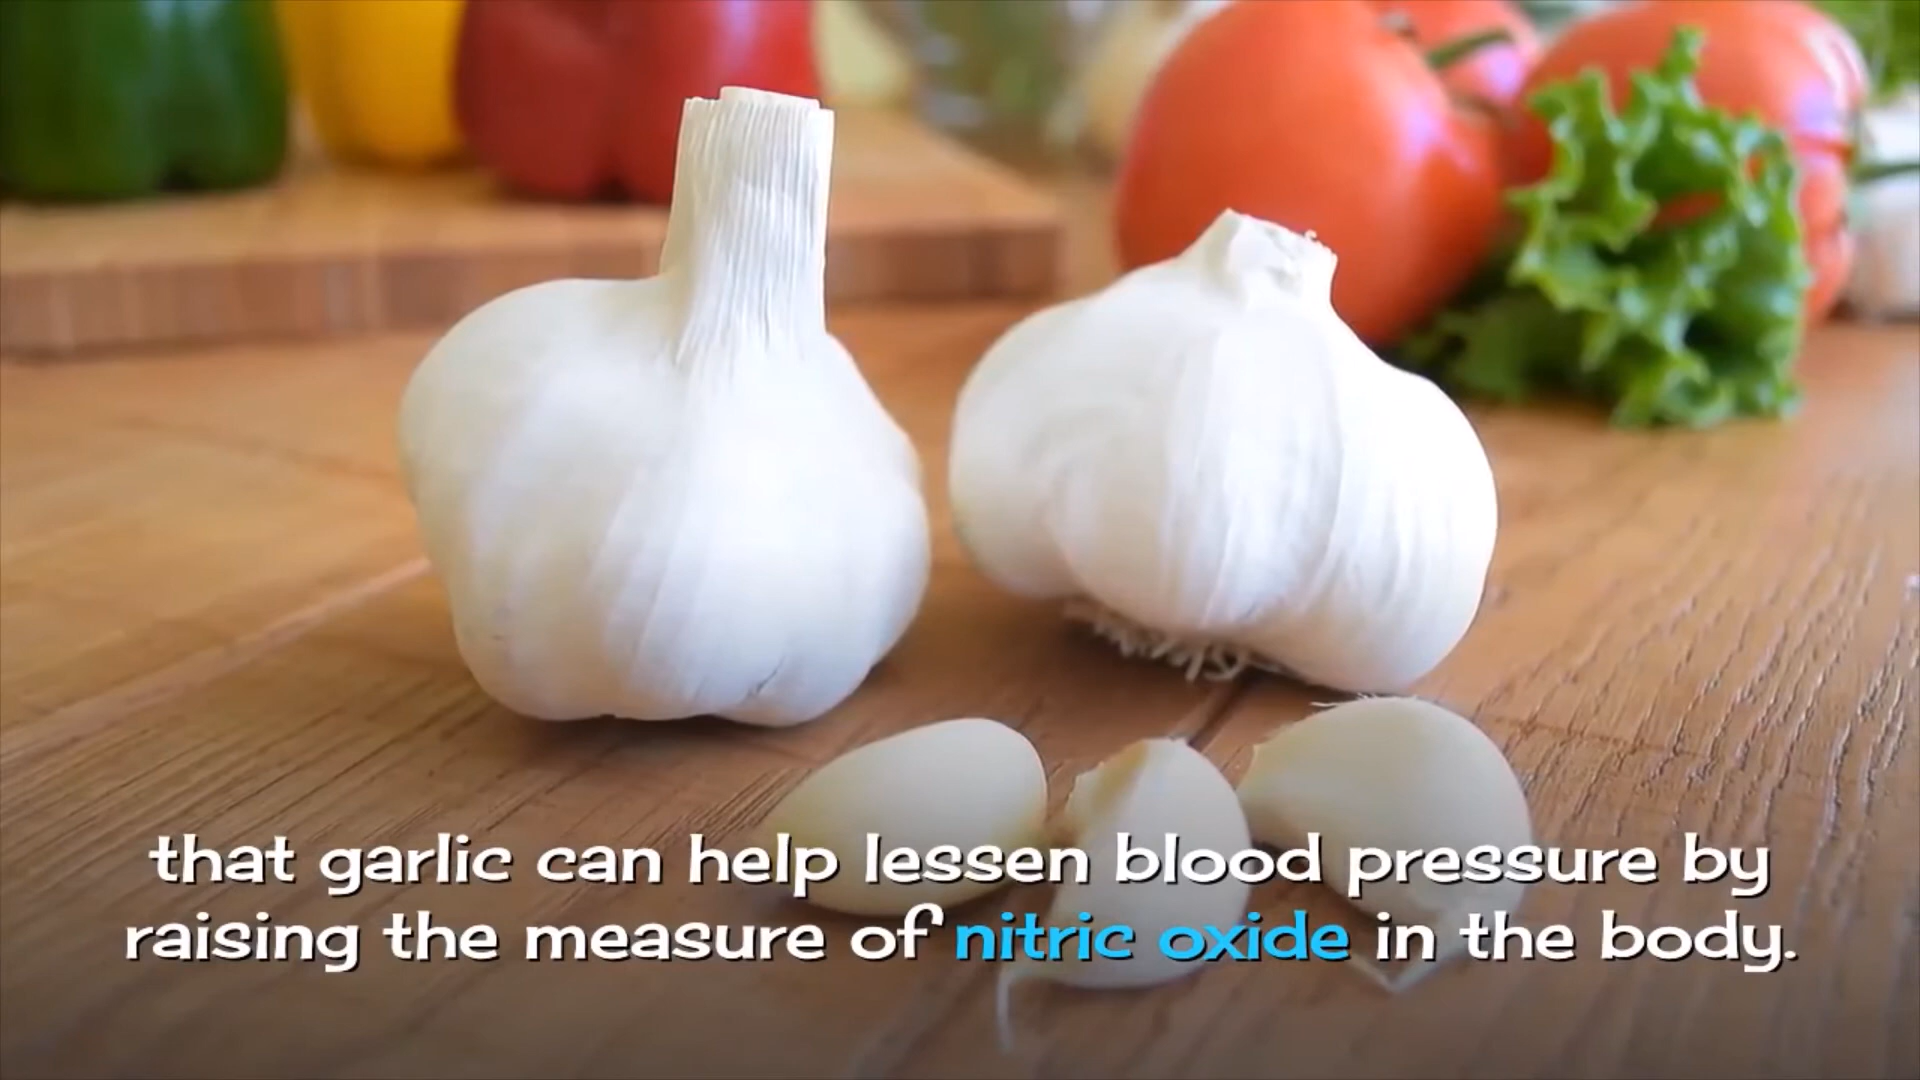 that garlic can help lessen blood pressure by
raising the measure of nitric oxide in the body.